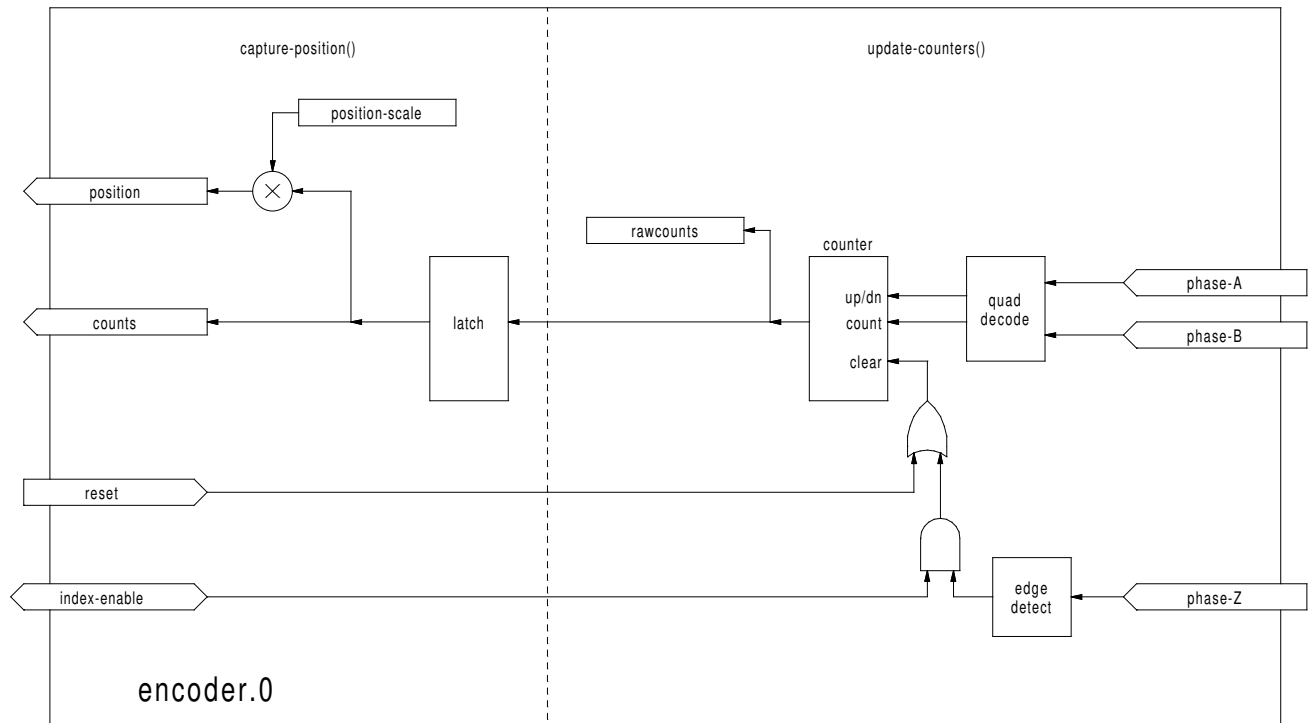 capture-position()
update-counters()
position-scale
position
rawcounts
counter
up/dn
quad
decode
phase-A
counts
latch
count
phase-B
clear
reset
index-enable
edge
detect
phase-Z
encoder.0